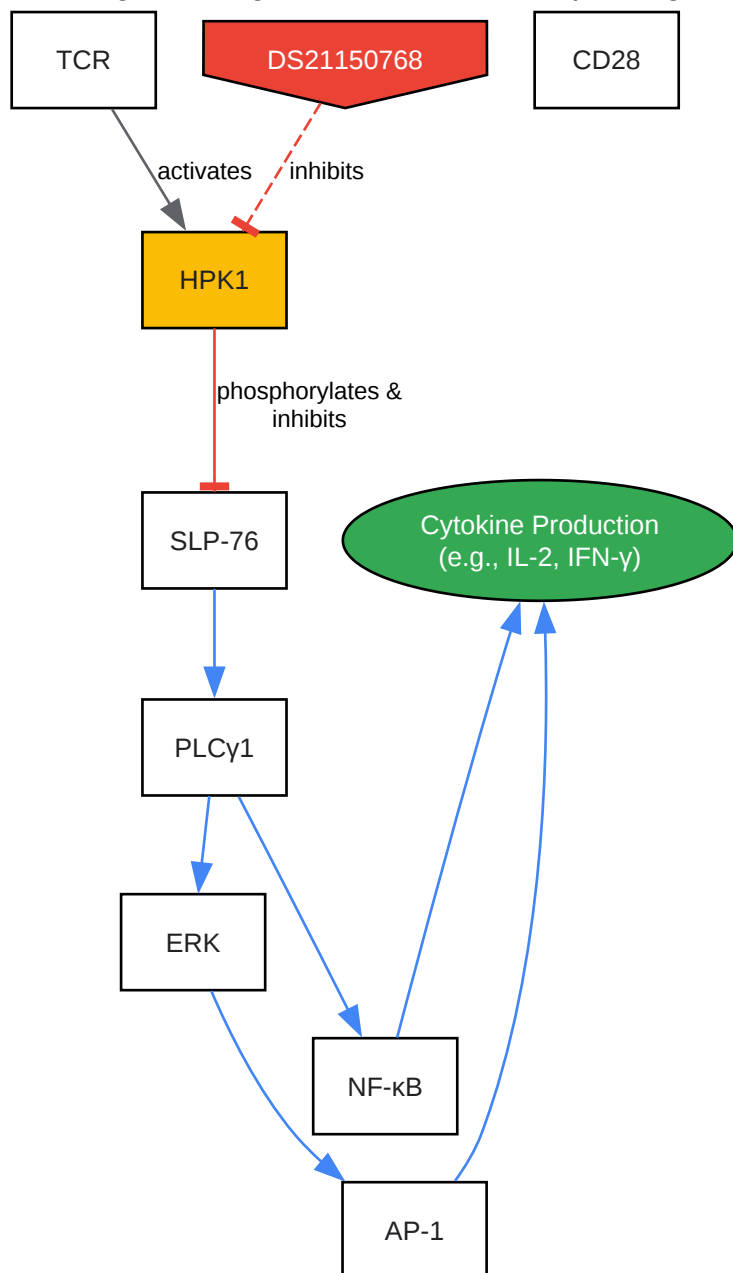 TCR
DS21150768
CD28
activates
inhibits
HPK1
phosphorylates &
inhibits
SLP-76
Cytokine Production
(e.g., IL-2, IFN-γ)
PLCγ1
ERK
NF-κB
AP-1